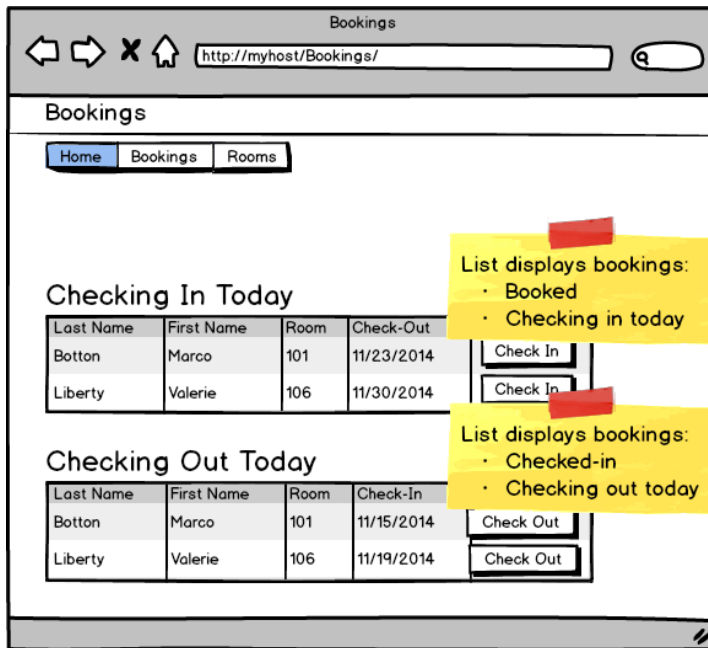 Bookings
http://myhost/Bookings/
Bookings
Home Bookings Rooms
List displays bookings:
· Booked
· Checking in today
Checking In Today
Last Name First Name Room Check-Out
Botton Marco 101 11/23/2014 Check In
Liberty Valerie 106 11/30/2014 Check In
List displays bookings:
· Checked-in
· Checking out today
Checking Out Today
Last Name First Name Room Check-In
Botton Marco 101 11/15/2014 Check Out
Liberty Valerie 106 11/19/2014 Check Out